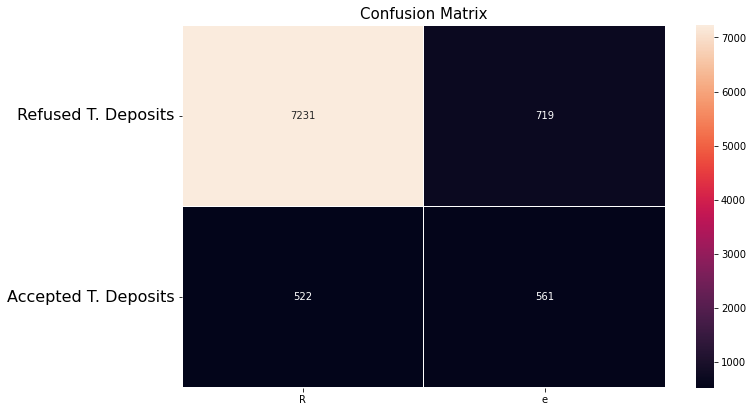 Confusion Matrix
Refused T. Deposits
7231
719
Accepted T. Deposits
522
561
R
e
7000
6000
5000
4000
3000
2000
1000